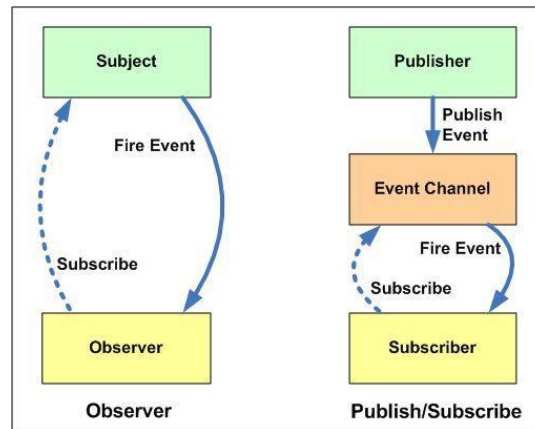 Subject
Fire Event
Subscribe
Observer
Observer
Publisher
Publish
Event
Event Channel
Fire Event
Subscribe
Subscriber
Publish/Subscribe